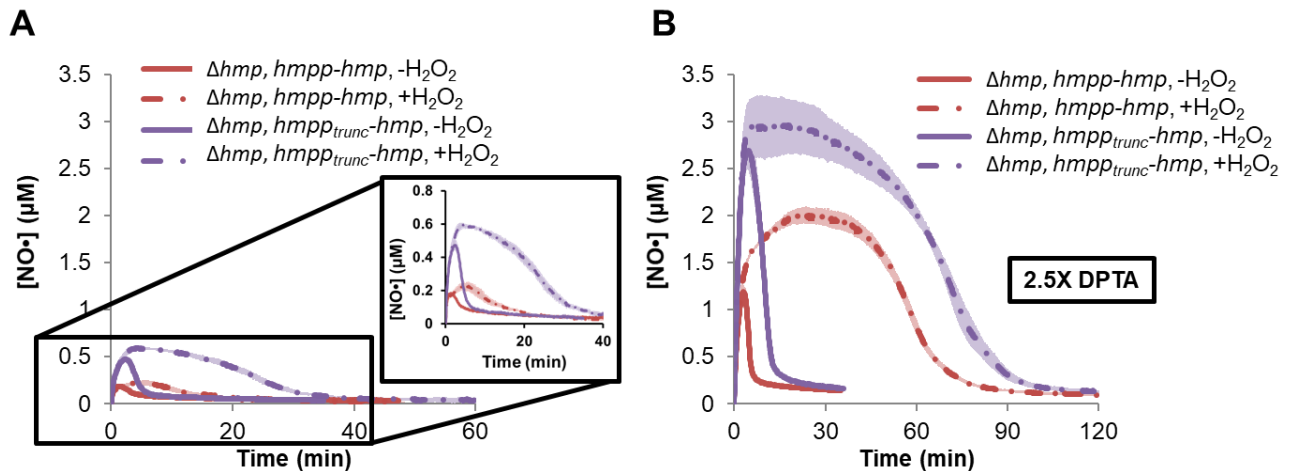 A
Δhmp, hmpp-hmp, -H₂O₂
Δhmp, hmpp-hmp, +H₂O₂
Δhmp, hmpptrunc-hmp, -H₂O₂
Δhmp, hmpptrunc-hmp, +H₂O₂
[NO•] (µM)
3.5
3
2.5
2
1.5
1
0.5
0
0
20
40
60
Time (min)
[NO•] (µM)
0.8
0.6
0.4
0.2
0
0
20
40
Time (min)
B
Δhmp, hmpp-hmp, -H₂O₂
Δhmp, hmpp-hmp, +H₂O₂
Δhmp, hmpptrunc-hmp, -H₂O₂
Δhmp, hmpptrunc-hmp, +H₂O₂
[NO•] (µM)
3.5
3
2.5
2
1.5
1
0.5
0
0
30
60
90
120
Time (min)
2.5X DPTA